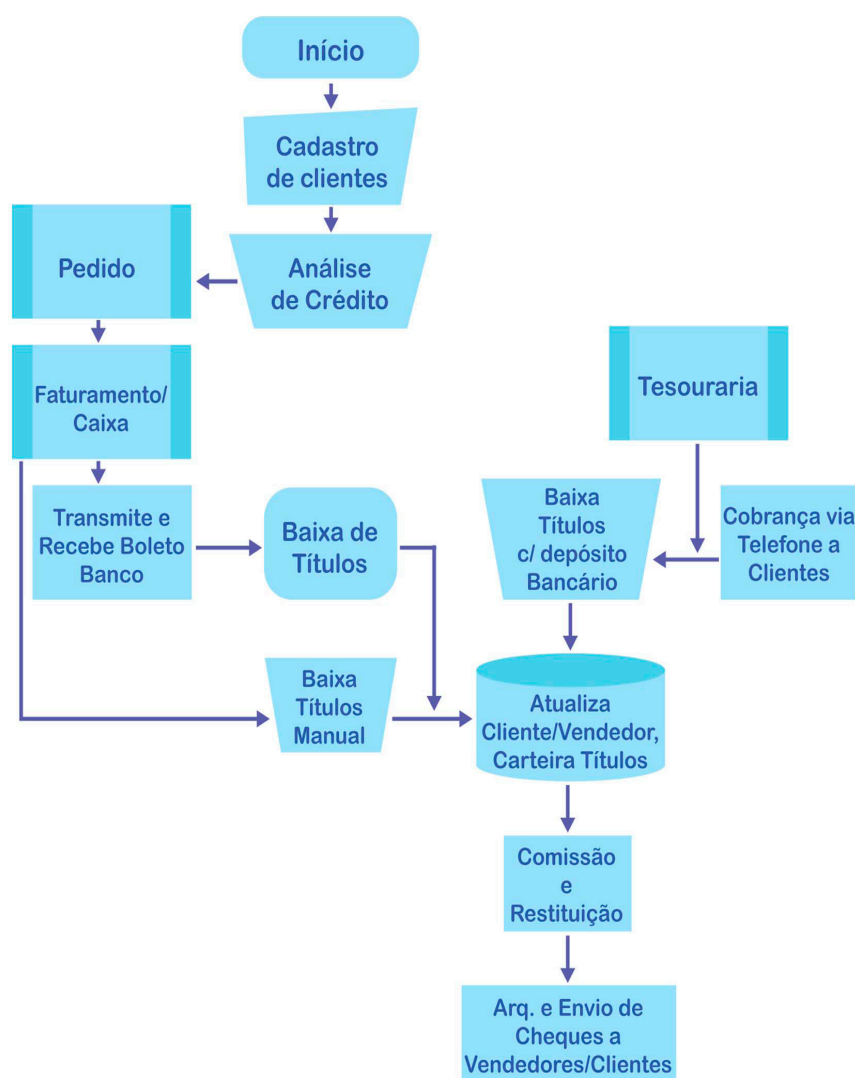 Início
Cadastro
de clientes
Análise
de Crédito
Pedido
Faturamento/
Caixa
Transmite e
Recebe Boleto
Banco
Baixa de
Títulos
Baixa
Títulos
Manual
Tesouraria
Baixa
Títulos
c/ depósito
Bancário
Cobrança via
Telefone a
Clientes
Atualiza
Cliente/Vendedor,
Carteira Títulos
Comissão
e
Restituição
Arq. e Envio de
Cheques a
Vendedores/Clientes